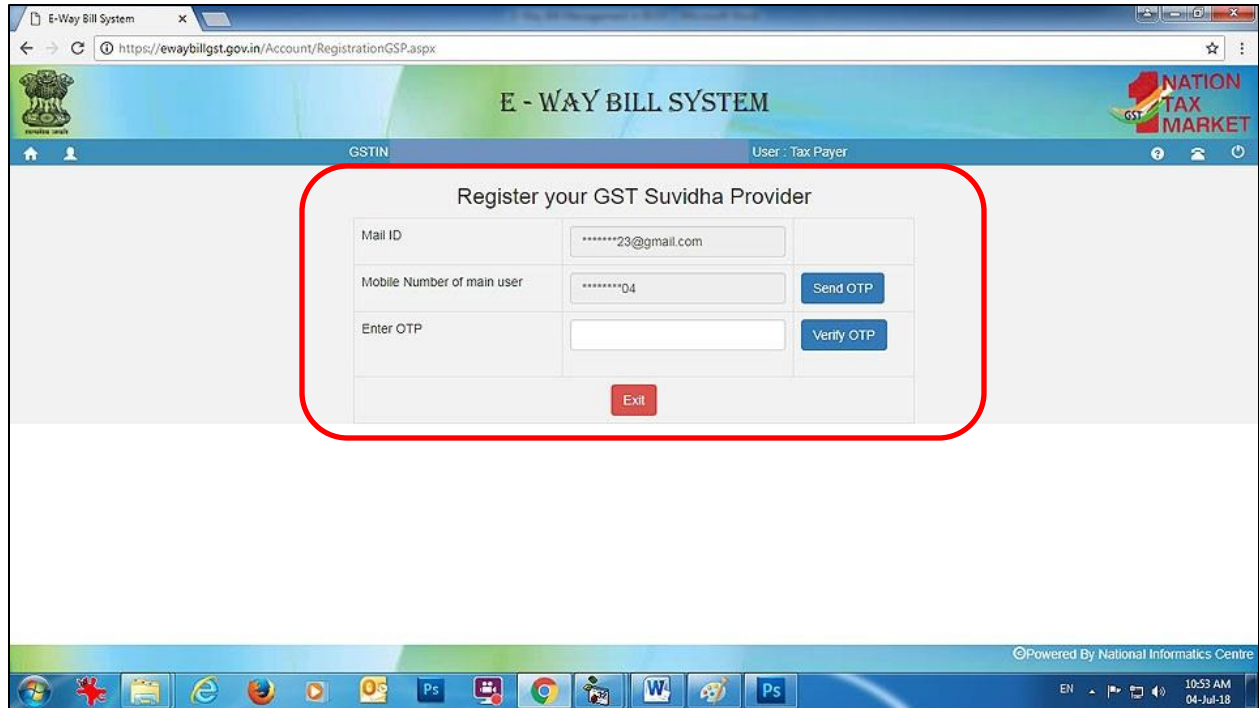 E-Way Bill System
https://ewaybillgst.gov.in/Account/RegistrationGSP.aspx
E - WAY BILL SYSTEM
NATION
GST TAX
MARKET
GSTIN User : Tax Payer
Register your GST Suvidha Provider
Mail ID *******23@gmail.com
Mobile Number of main user ********04 Send OTP
Enter OTP Verify OTP
Exit
©Powered By National Informatics Centre
EN 10:53 AM
04-Jul-18